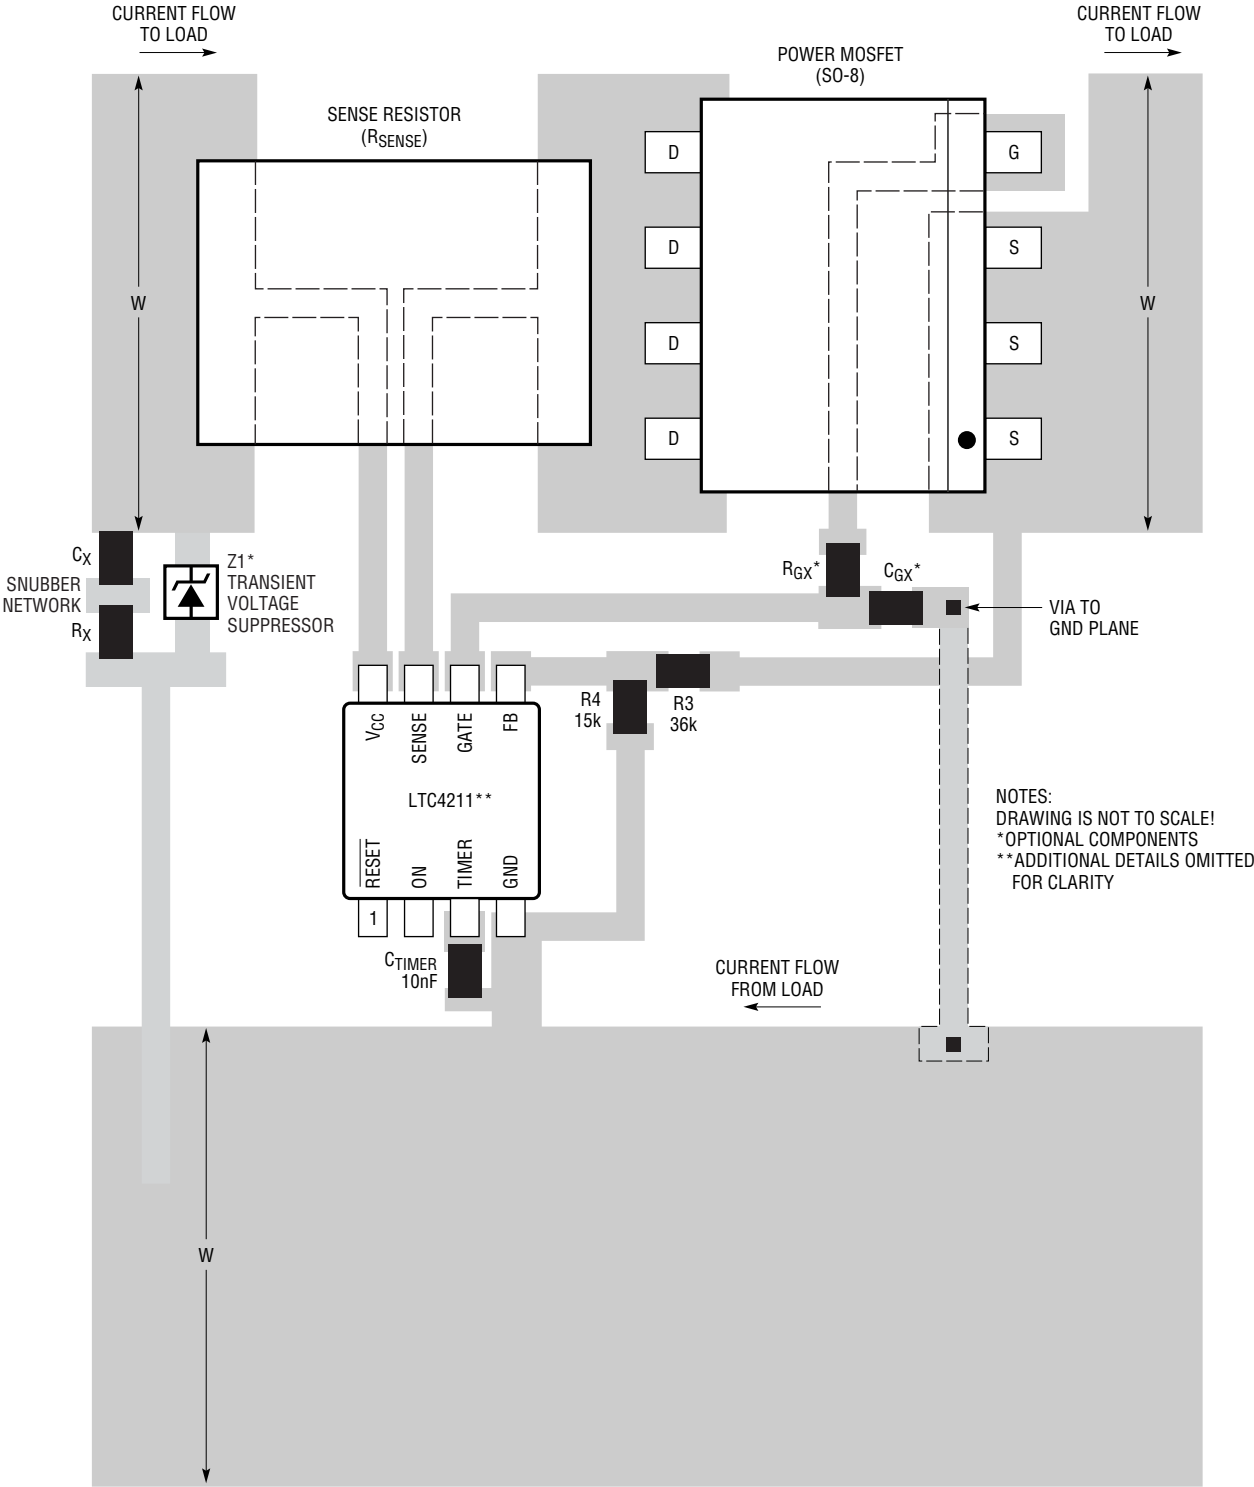 CURRENT FLOW
TO LOAD
CURRENT FLOW
TO LOAD
POWER MOSFET
(SO-8)
SENSE RESISTOR
(RSENSE)
D
G
D
S
W
W
D
S
D
S
CX
SNUBBER
NETWORK
RX
Z1*
TRANSIENT
VOLTAGE
SUPPRESSOR
RGX*
CGX*
VIA TO
GND PLANE
R4
15k
R3
36k
VCC
SENSE
GATE
FB
LTC4211**
RESET
ON
TIMER
GND
1
NOTES:
DRAWING IS NOT TO SCALE!
*OPTIONAL COMPONENTS
**ADDITIONAL DETAILS OMITTED
FOR CLARITY
CTIMER
10nF
CURRENT FLOW
FROM LOAD
W